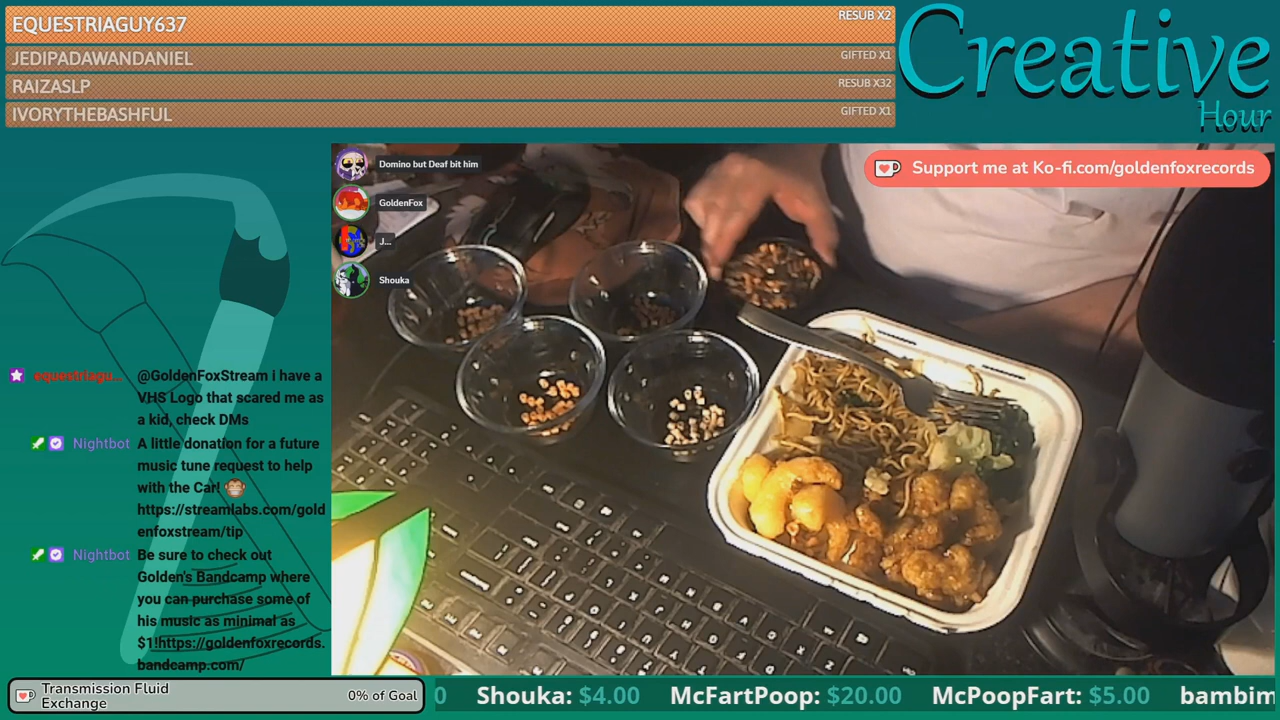 EQUESTRIAGUY637
RESUB X2
JEDIPADAWANDANIEL
GIFTED X1
RAIZASLP
RESUB X32
IVORYTHEBASHFUL
GIFTED X1
Creative
Hour
Domino but Deaf bit him
GoldenFox
J...
Shouka
Support me at Ko-fi.com/goldenfoxrecords
equestriagu... @GoldenFoxStream i have a
VHS Logo that scared me as
a kid, check DMs
Nightbot A little donation for a future
music tune request to help
with the Car! 🐵
https://streamlabs.com/gold
enfoxstream/tip
Nightbot Be sure to check out
Golden's Bandcamp where
you can purchase some of
his music as minimal as
$1!https://goldenfoxrecords.
bandcamp.com/
Transmission Fluid
Exchange
0% of Goal
0 Shouka: $4.00 McFartPoop: $20.00 McPoopFart: $5.00 bambim